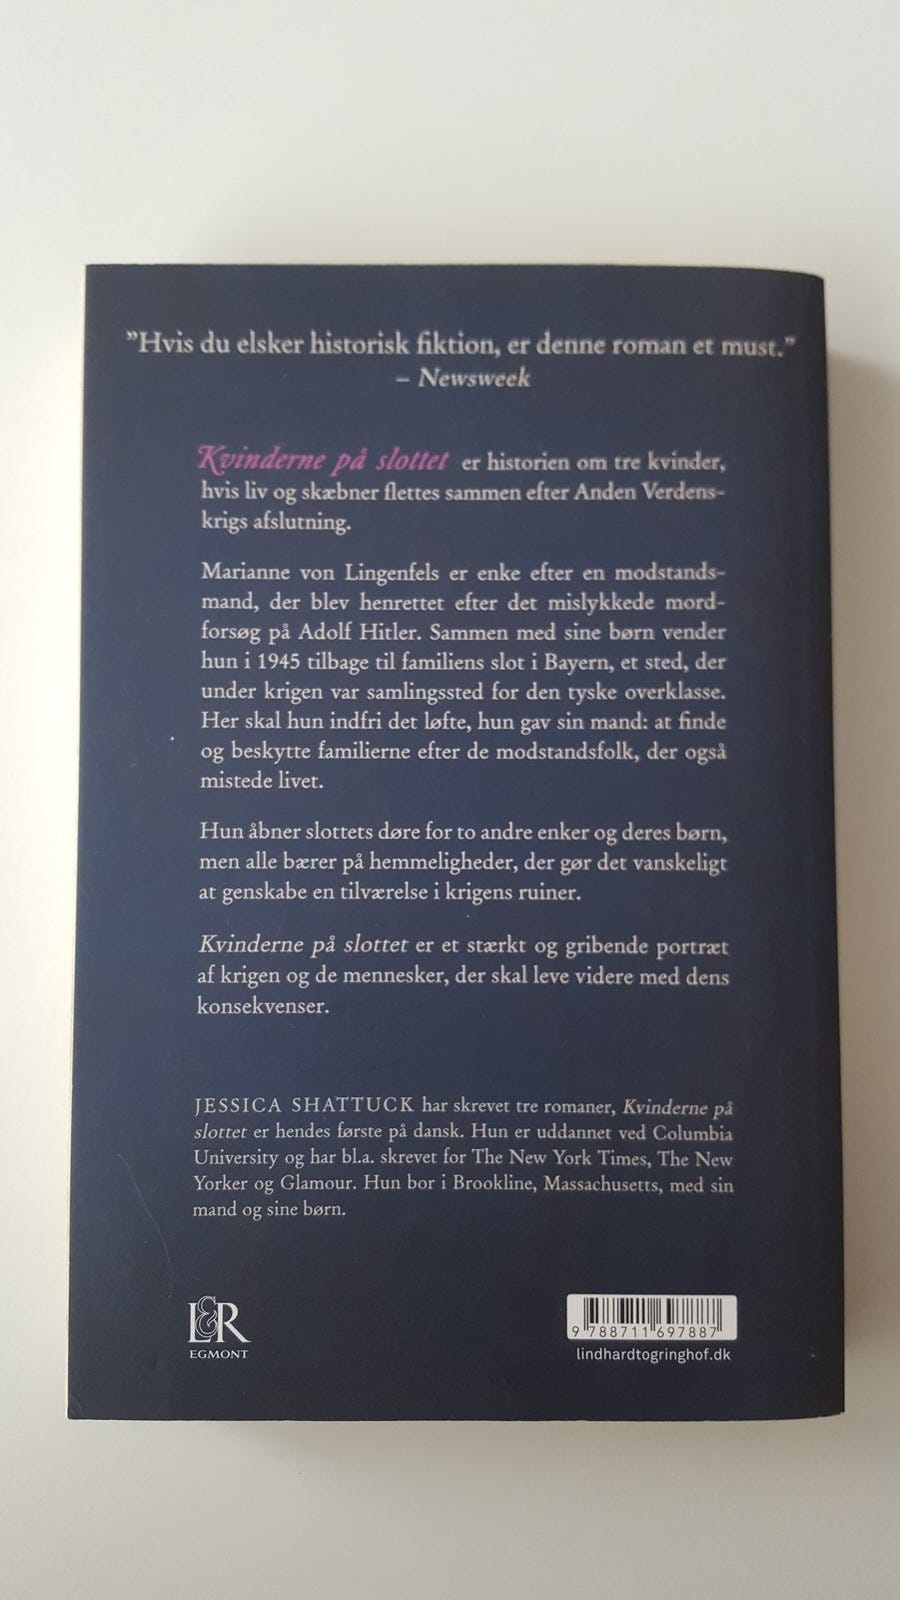 ”Hvis du elsker historisk fiktion, er denne roman et must.”
– Newsweek
Kvinderne på slottet er historien om tre kvinder,
hvis liv og skæbner flettes sammen efter Anden Verdens-
krigs afslutning.
Marianne von Lingenfels er enke efter en modstands-
mand, der blev henrettet efter det mislykkede mord-
forsøg på Adolf Hitler. Sammen med sine børn vender
hun i 1945 tilbage til familiens slot i Bayern, et sted, der
under krigen var samlingssted for den tyske overklasse.
Her skal hun indfri det løfte, hun gav sin mand: at finde
og beskytte familierne efter de modstandsfolk, der også
mistede livet.
Hun åbner slottets døre for to andre enker og deres børn,
men alle bærer på hemmeligheder, der gør det vanskeligt
at genskabe en tilværelse i krigens ruiner.
Kvinderne på slottet er et stærkt og gribende portræt
af krigen og de mennesker, der skal leve videre med dens
konsekvenser.
JESSICA SHATTUCK har skrevet tre romaner, Kvinderne på
slottet er hendes første på dansk. Hun er uddannet ved Columbia
University og har bl.a. skrevet for The New York Times, The New
Yorker og Glamour. Hun bor i Brookline, Massachusetts, med sin
mand og sine børn.
L&R
EGMONT
9 788711 697887
lindhardtogringhof.dk